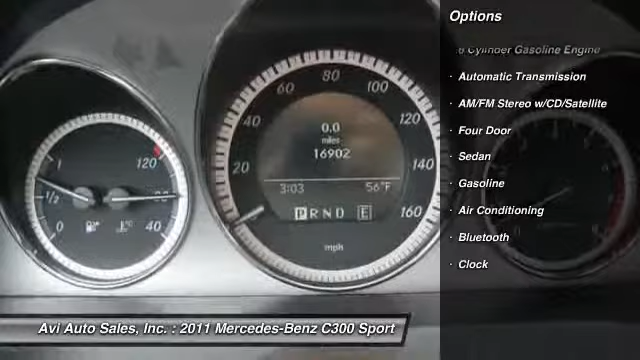 Options
6 Cylinder Gasoline Engine
· Automatic Transmission
· AM/FM Stereo w/CD/Satellite
· Four Door
· Sedan
· Gasoline
· Air Conditioning
· Bluetooth
· Clock
1
1/2
0
120
40
20
40
60
80
100
120
140
160
0.0
miles
16902
3:03 56°F
P R N D E
mph
Avi Auto Sales, Inc. : 2011 Mercedes-Benz C300 Sport